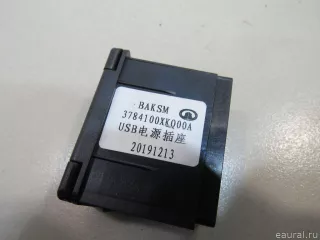 BAKSM
3784100XKQ00A
USB电源插座
20191213
eaural.ru